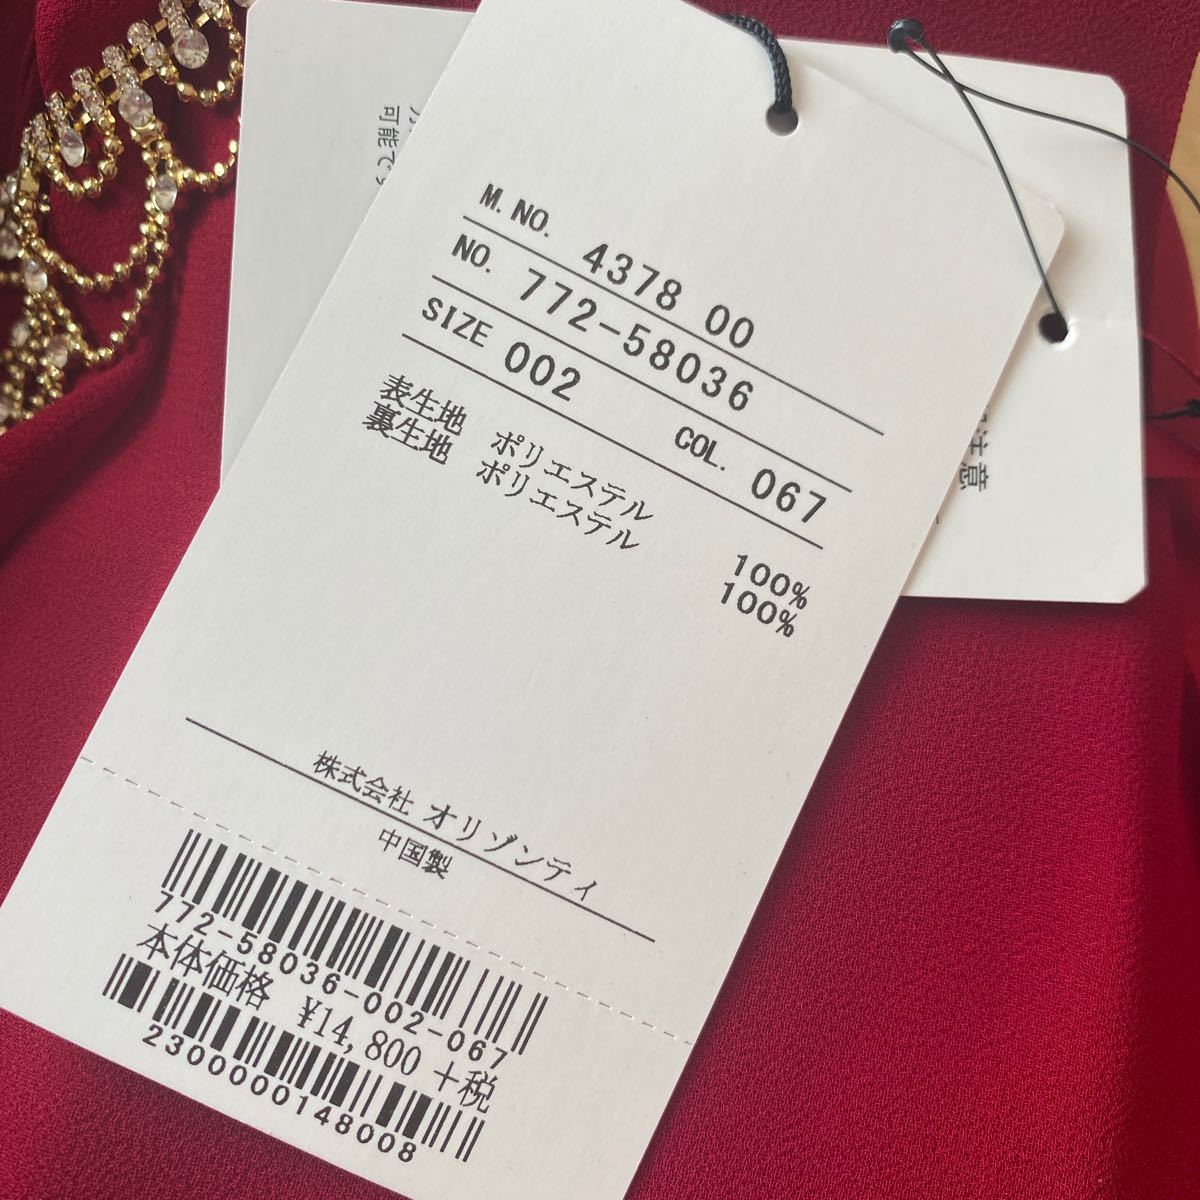 M. NO. 4378 00
NO. 772-58036
SIZE 002 COL. 067
表生地 ポリエステル 100%
裏生地 ポリエステル 100%
株式会社 オリゾンティ
中国製
772-58036-002-067
本体価格 ¥14,800 +税
2300000148008
可能で
注意